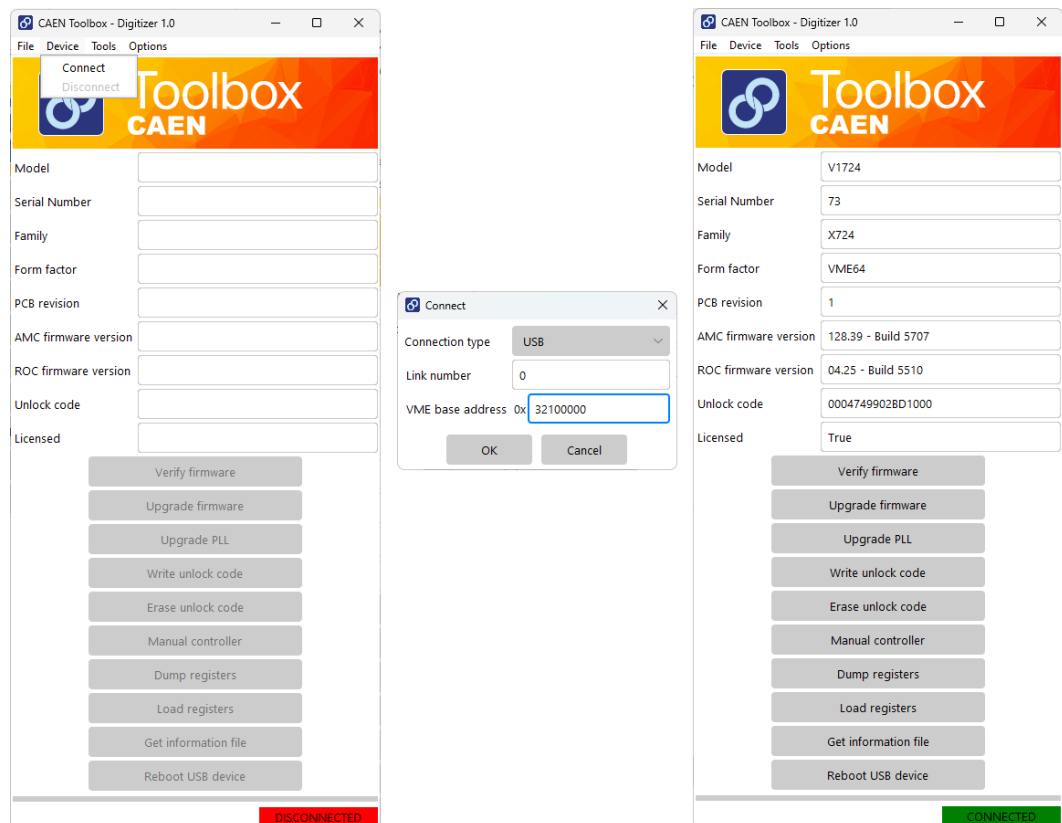 CAEN Toolbox - Digitizer 1.0
File Device Tools Options
Connect
Disconnect
Toolbox
CAEN
Model
Serial Number
Family
Form factor
PCB revision
AMC firmware version
ROC firmware version
Unlock code
Licensed
Verify firmware
Upgrade firmware
Upgrade PLL
Write unlock code
Erase unlock code
Manual controller
Dump registers
Load registers
Get information file
Reboot USB device
DISCONNECTED
Connect
Connection type USB
Link number 0
VME base address 0x 32100000
OK Cancel
CAEN Toolbox - Digitizer 1.0
File Device Tools Options
Toolbox
CAEN
Model V1724
Serial Number 73
Family X724
Form factor VME64
PCB revision 1
AMC firmware version 128.39 - Build 5707
ROC firmware version 04.25 - Build 5510
Unlock code 0004749902BD1000
Licensed True
Verify firmware
Upgrade firmware
Upgrade PLL
Write unlock code
Erase unlock code
Manual controller
Dump registers
Load registers
Get information file
Reboot USB device
CONNECTED